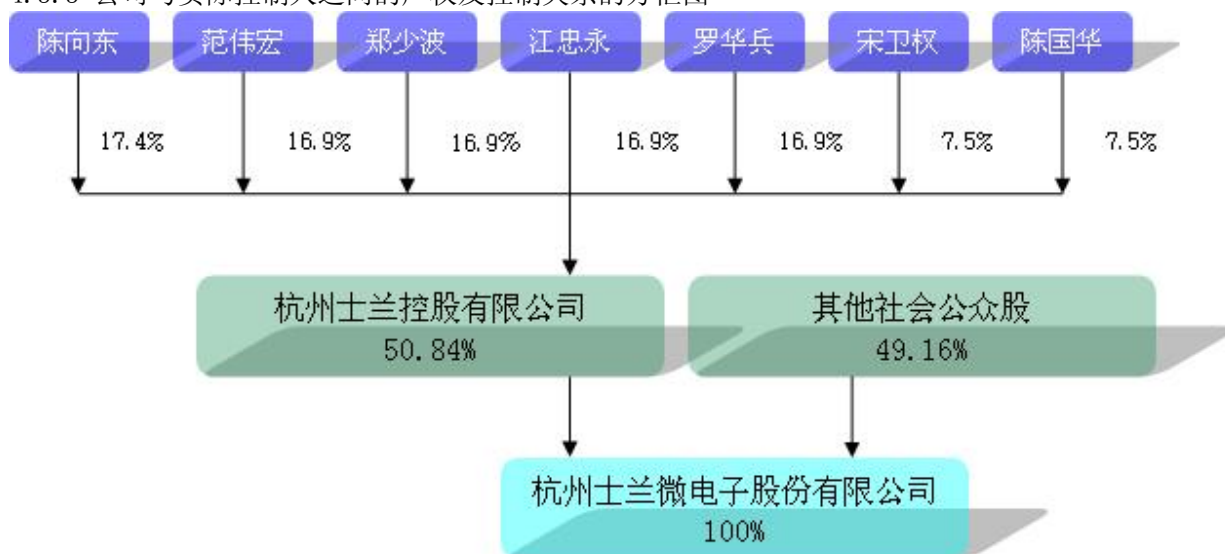 陈向东 范伟宏 郑少波 江忠永 罗华兵 宋卫权 陈国华
17.4% 16.9% 16.9% 16.9% 16.9% 7.5% 7.5%
杭州士兰控股有限公司 其他社会公众股
50.84% 49.16%
杭州士兰微电子股份有限公司
100%